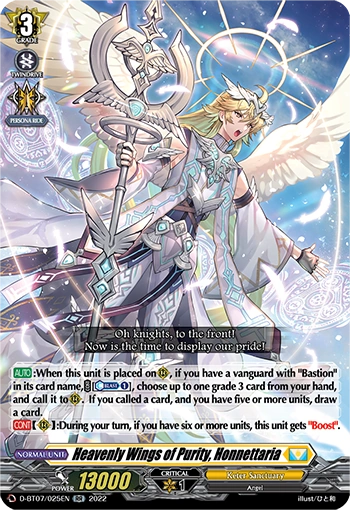 3
GRADE
TWINDRIVE
PERSONA RIDE
Oh knights, to the front!
Now is the time to display our pride!
AUTO:When this unit is placed on , if you have a vanguard with "Bastion"
in its card name, [BLAST 1], choose up to one grade 3 card from your hand,
and call it to . If you called a card, and you have five or more units, draw
a card.
CONT [ ]:During your turn, if you have six or more units, this unit gets "Boost".
NORMAL UNIT
Heavenly Wings of Purity, Honnettaria
POWER 13000
CRITICAL
1
Keter Sanctuary
Angel
D-BT07/025EN RR 2022
illust/ひと和